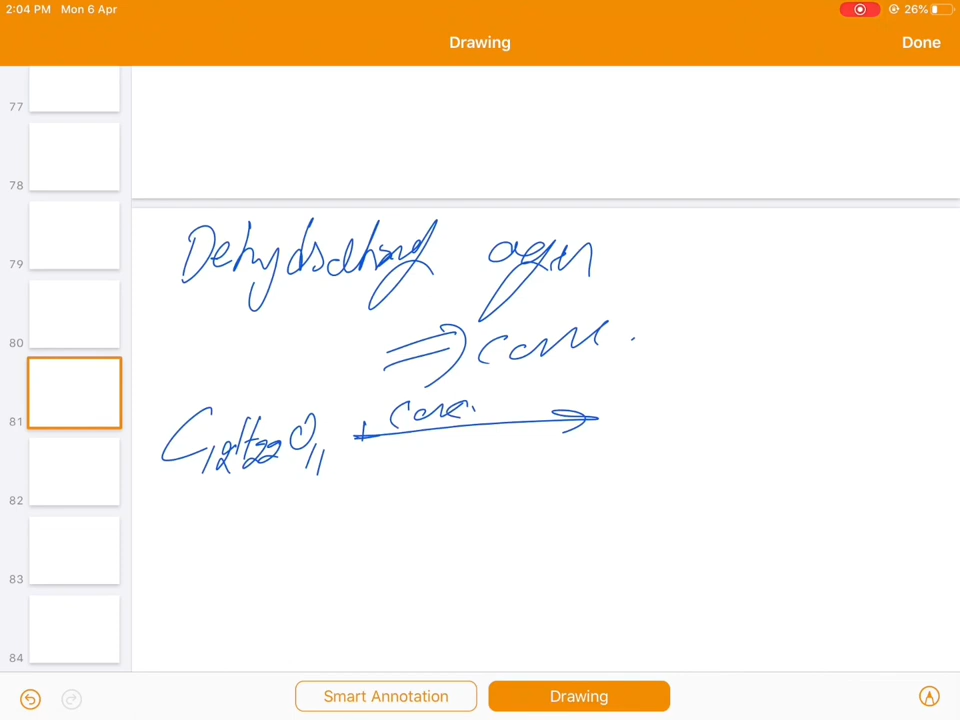 2:04 PM Mon 6 Apr 26%
Drawing Done
77
78
79
80
81
82
83
84
Dehydrating agen
⇒ conc.
C12H22O11 + conc. →
Smart Annotation Drawing